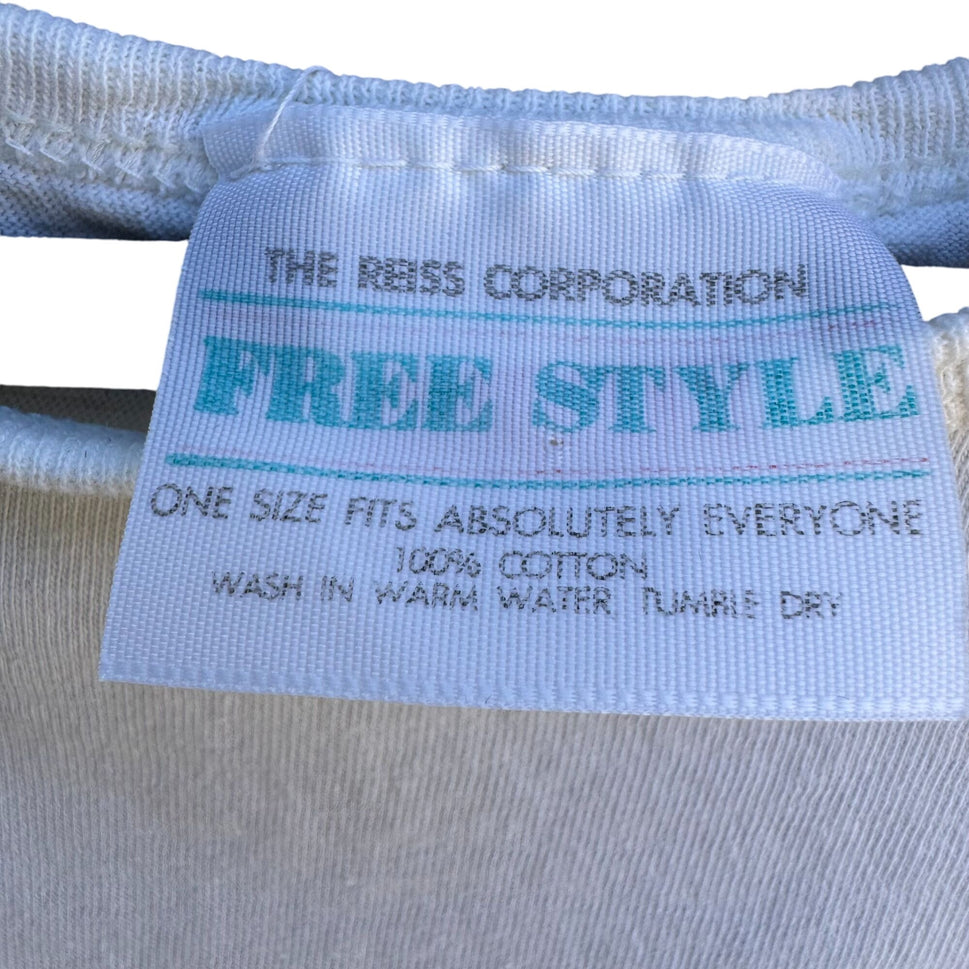 THE REISS CORPORATION
FREE STYLE
ONE SIZE FITS ABSOLUTELY EVERYONE
100% COTTON
WASH IN WARM WATER TUMBLE DRY